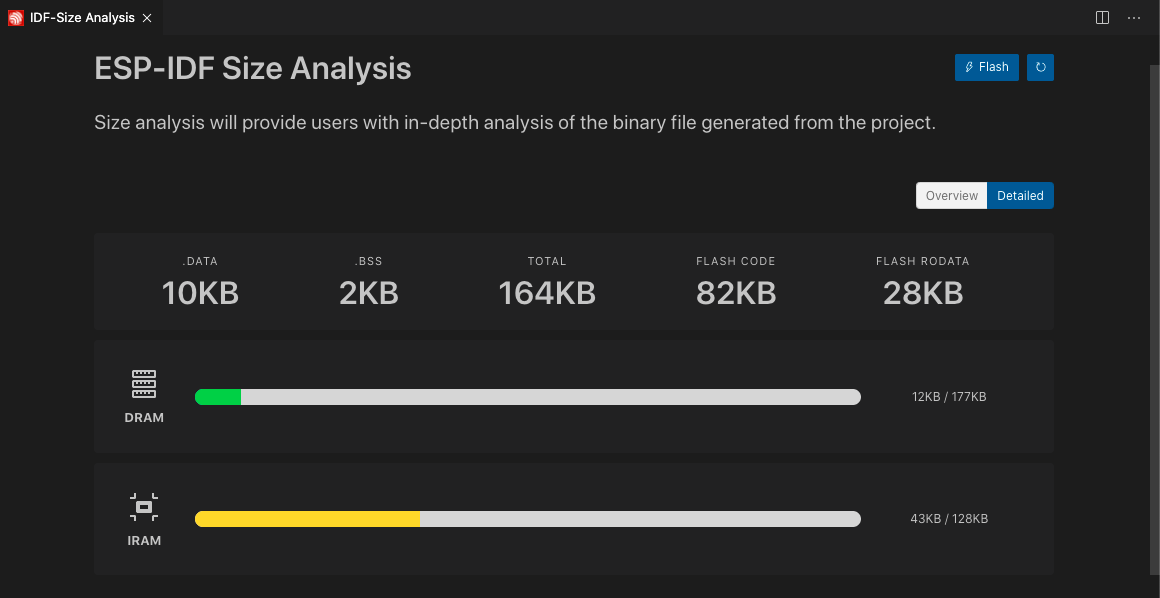 IDF-Size Analysis
ESP-IDF Size Analysis
Flash
Size analysis will provide users with in-depth analysis of the binary file generated from the project.
Overview Detailed
.DATA .BSS TOTAL FLASH CODE FLASH RODATA
10KB 2KB 164KB 82KB 28KB
DRAM
12KB / 177KB
IRAM
43KB / 128KB